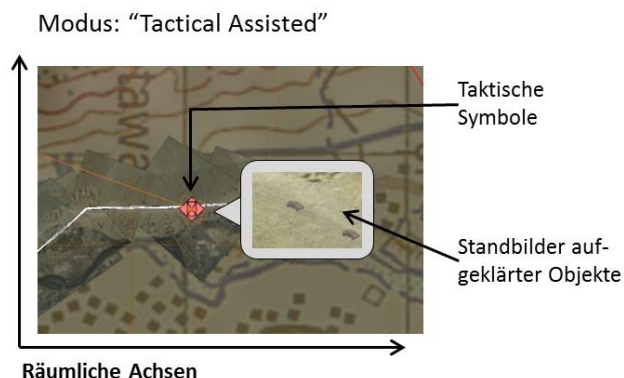 Modus: “Tactical Assisted”
Taktische
Symbole
Standbilder auf-
geklärter Objekte
Räumliche Achsen